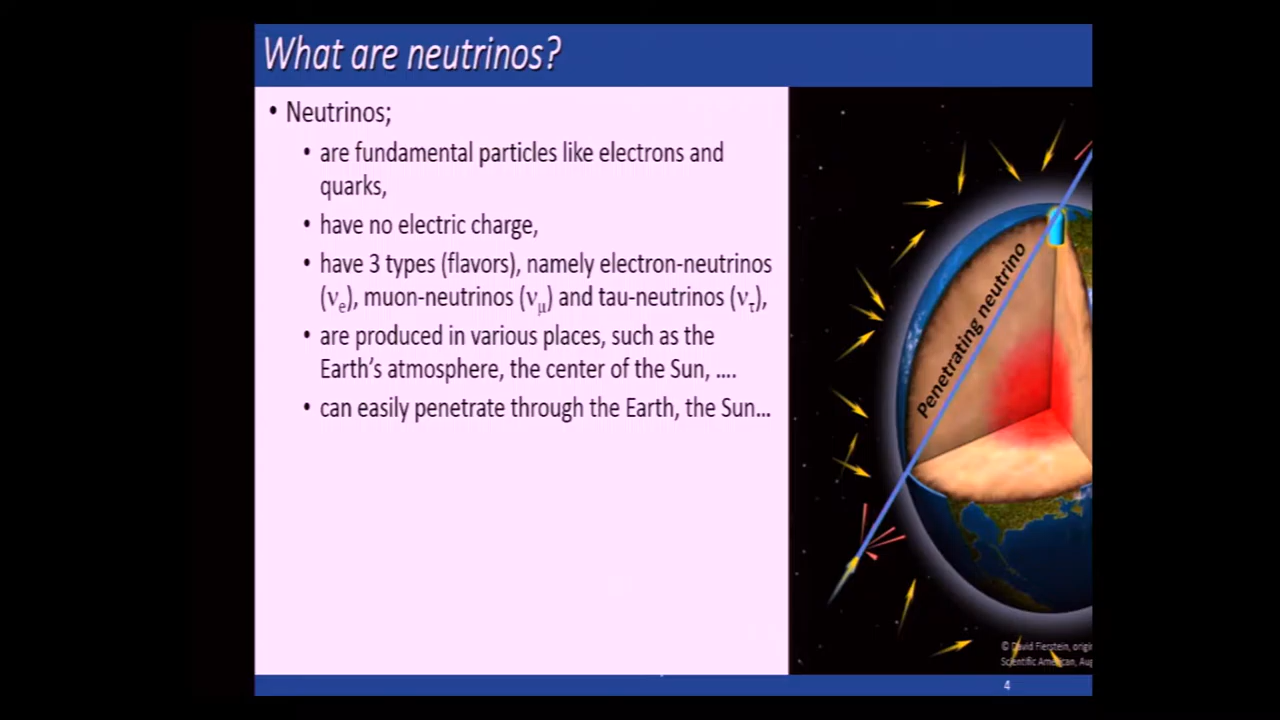 What are neutrinos?
• Neutrinos;
• are fundamental particles like electrons and
quarks,
• have no electric charge,
• have 3 types (flavors), namely electron-neutrinos
(νe), muon-neutrinos (νμ) and tau-neutrinos (ντ),
• are produced in various places, such as the
Earth's atmosphere, the center of the Sun, ....
• can easily penetrate through the Earth, the Sun...
Penetrating neutrino
© David Fierstein, origin
Scientific American, Aug
4